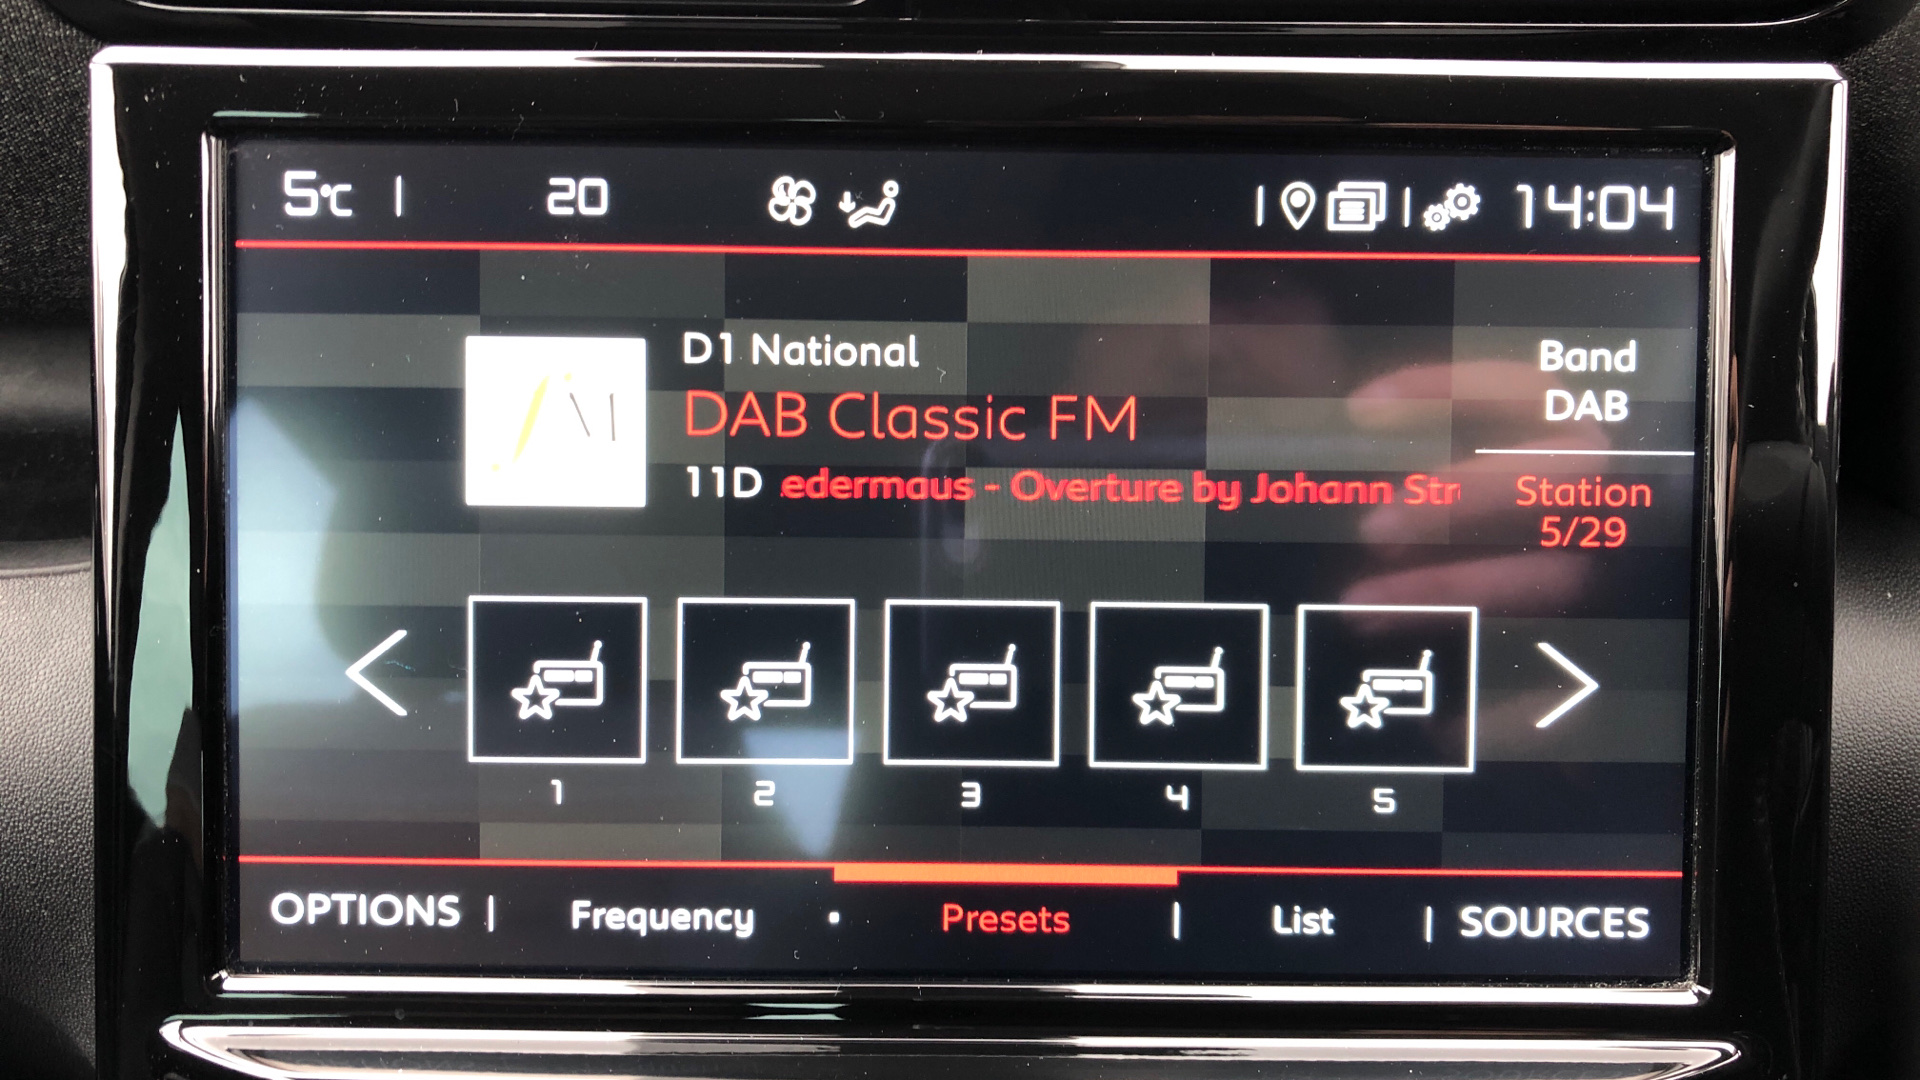 5°C | 20 | | 14:04
D1 National
DAB Classic FM
11D edermaus - Overture by Johann Str
Band
DAB
Station
5/29
1 2 3 4 5
OPTIONS | Frequency Presets | List | SOURCES